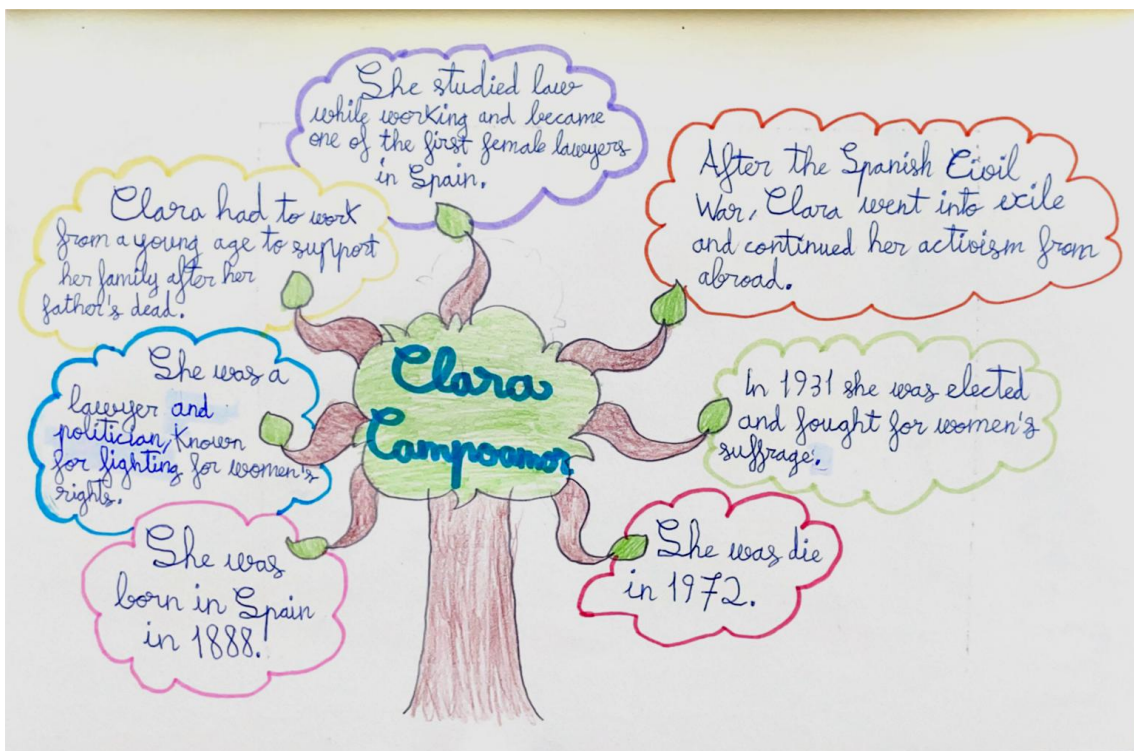 Clara
Campoamor
She was
born in Spain
in 1888.
She was a
lawyer and
politician, known
for fighting for women's
rights.
Clara had to work
from a young age to support
her family after her
father's dead.
She studied law
while working and became
one of the first female lawyers
in Spain.
After the Spanish Civil
War, Clara went into exile
and continued her activism from
abroad.
In 1931 she was elected
and fought for women's
suffrage.
She was die
in 1972.